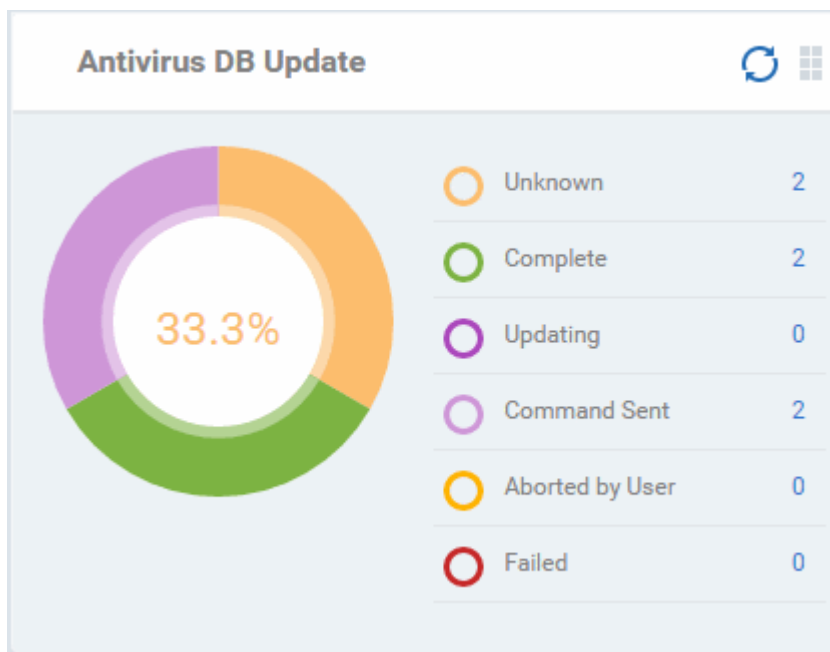 Antivirus DB Update
33.3%
Unknown 2
Complete 2
Updating 0
Command Sent 2
Aborted by User 0
Failed 0